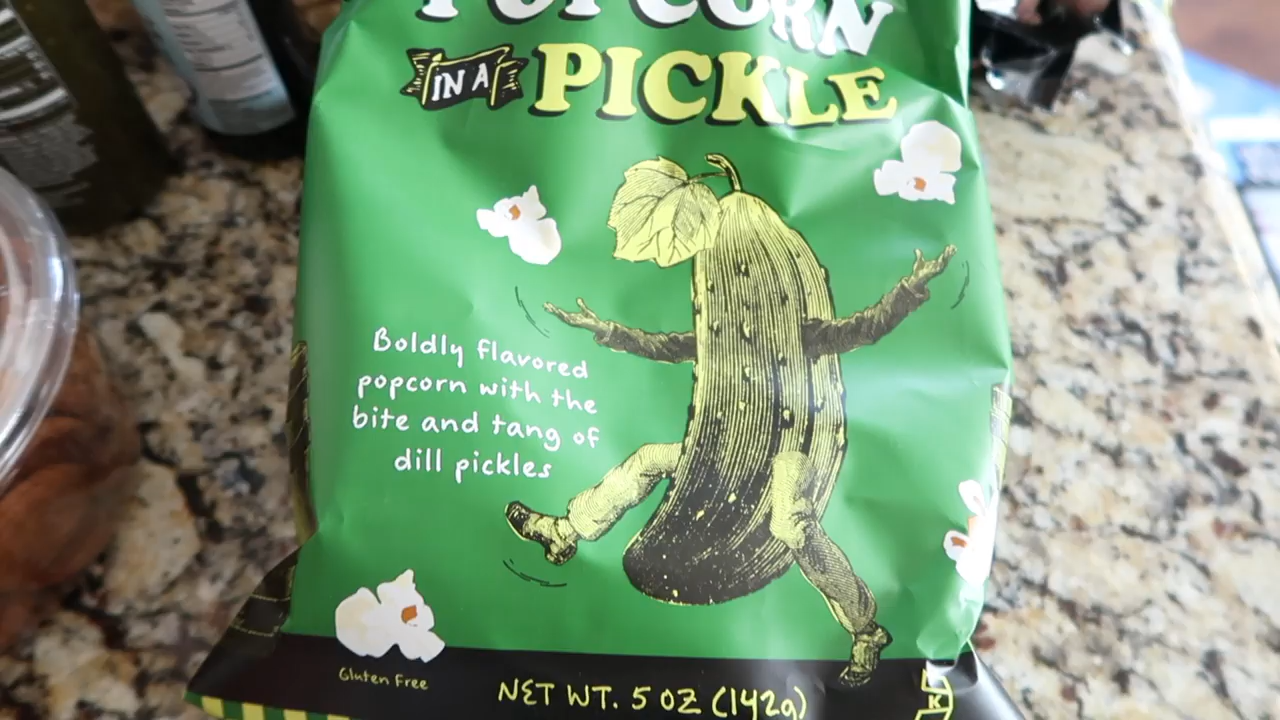 POPCORN
IN A PICKLE
Boldly flavored
popcorn with the
bite and tang of
dill pickles
Gluten Free
NET WT. 5 OZ (142g)
K